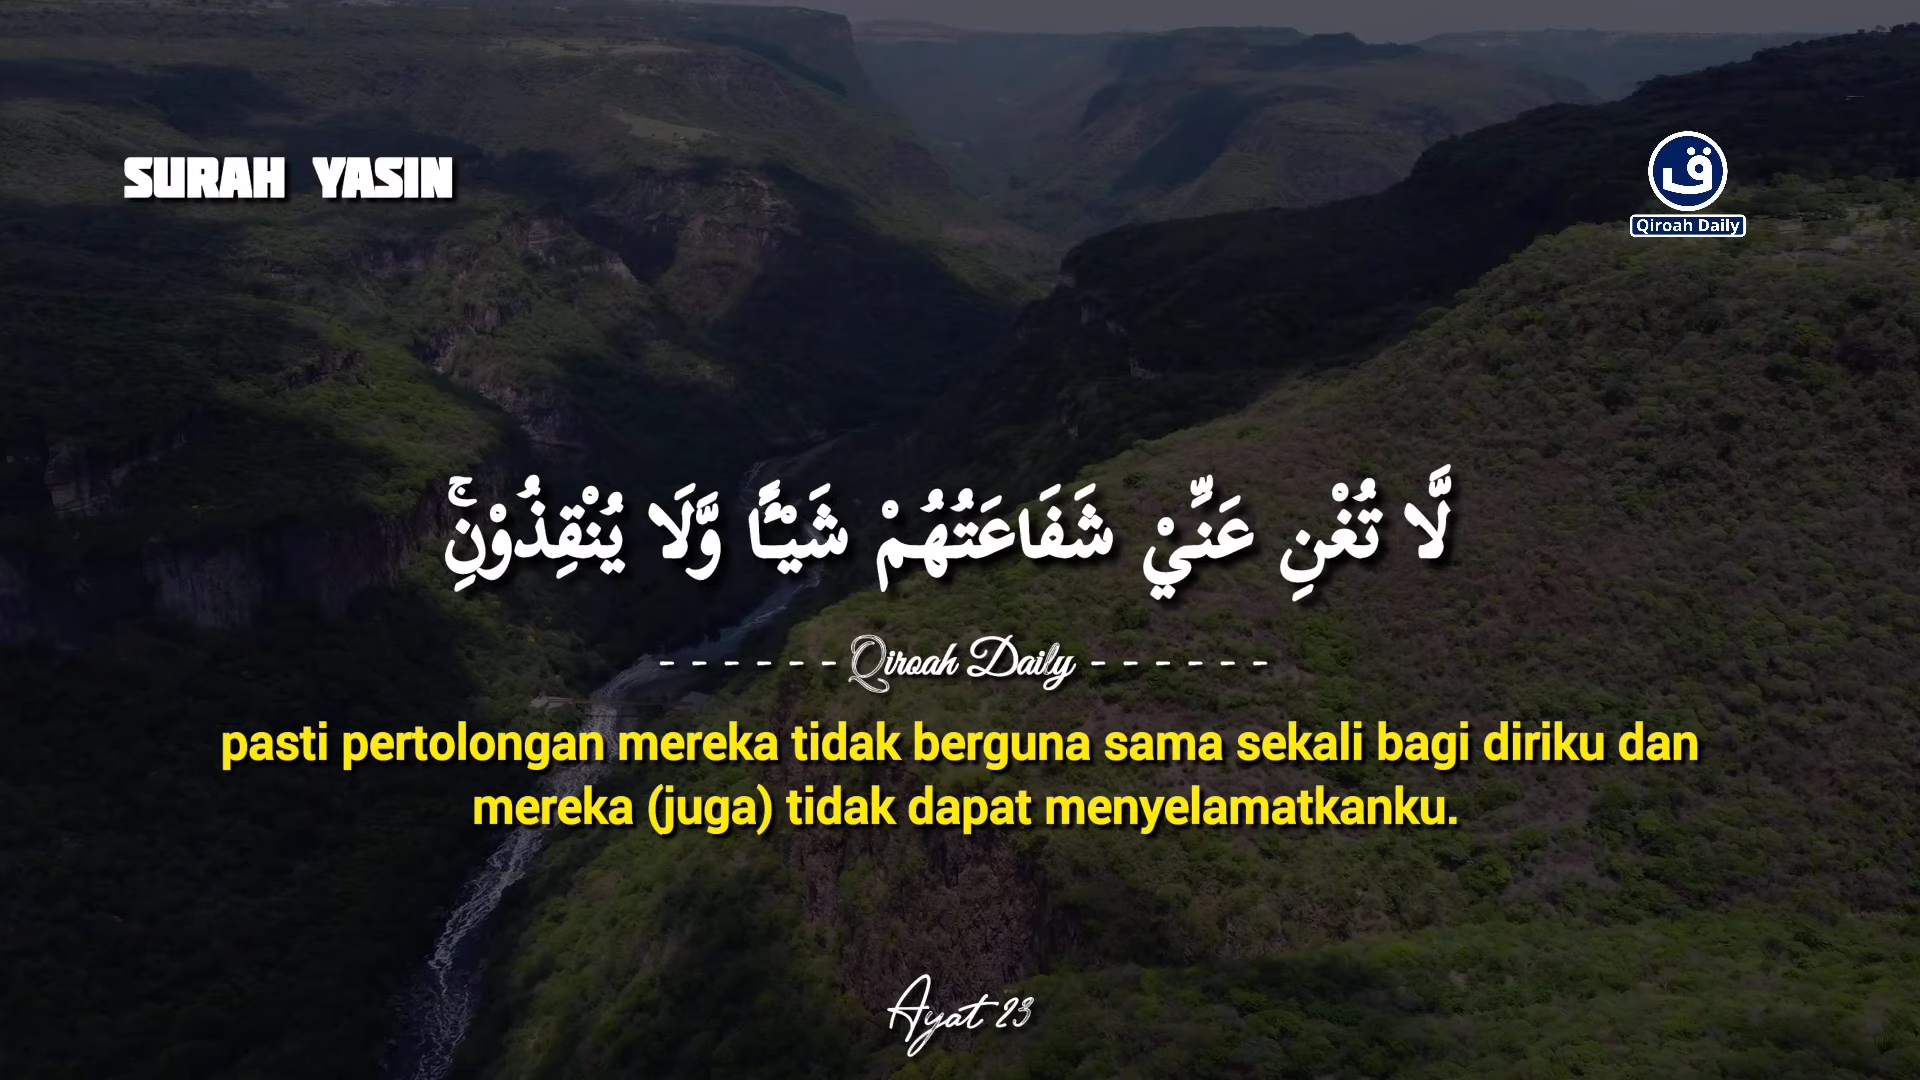 SURAH YASIN
ق
Qiroah Daily
لَّا تُغْنِ عَنِّيْ شَفَاعَتُهُمْ شَيْـًٔا وَّلَا يُنْقِذُوْنِۚ
- - - - - - Qiroah Daily - - - - - -
pasti pertolongan mereka tidak berguna sama sekali bagi diriku dan
mereka (juga) tidak dapat menyelamatkanku.
Ayat 23